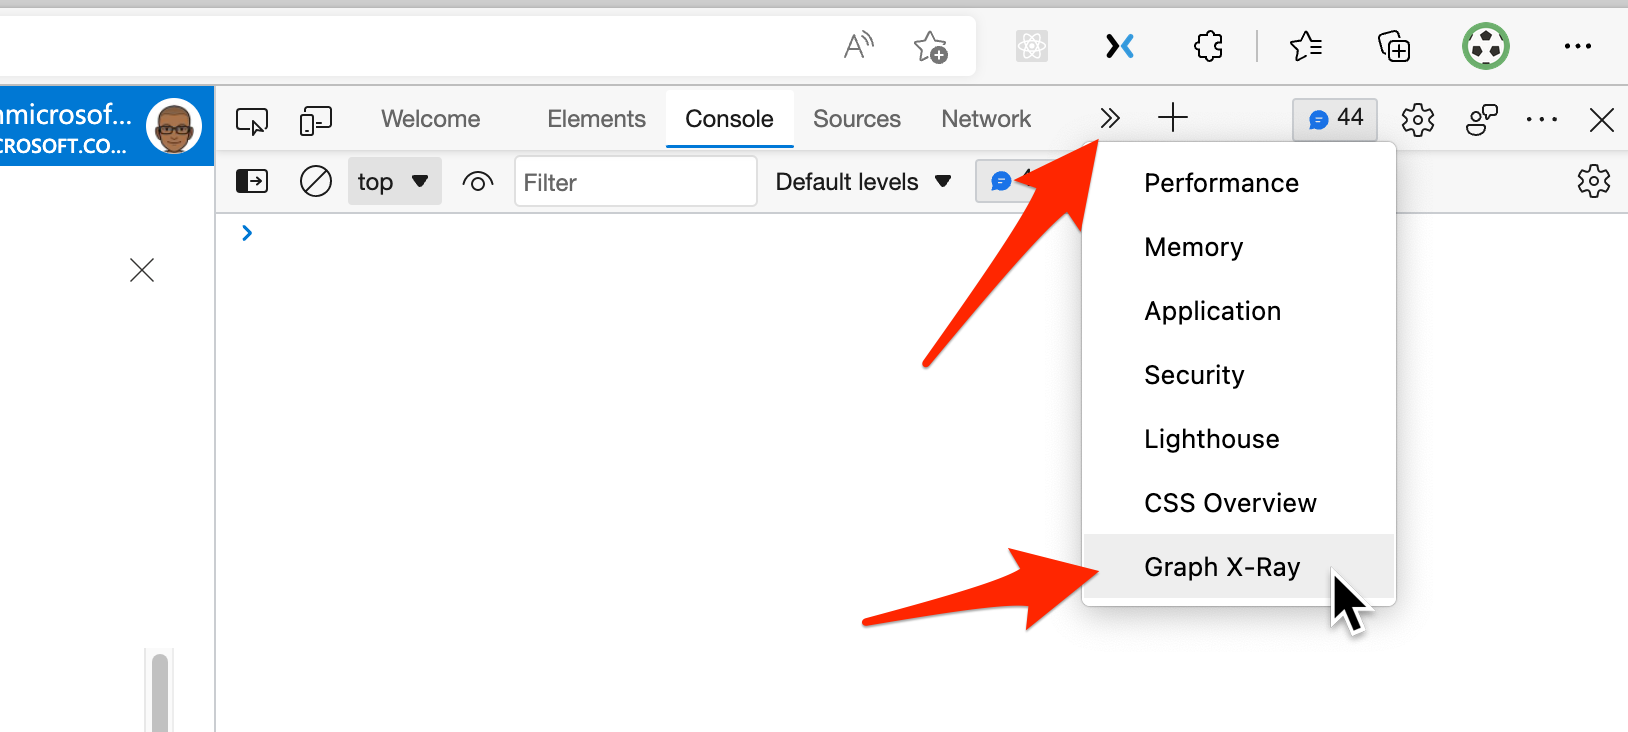 nmicrosof...
CROSOFT.CO...
Welcome Elements Console Sources Network
44
top Filter Default levels
Performance
Memory
Application
Security
Lighthouse
CSS Overview
Graph X-Ray